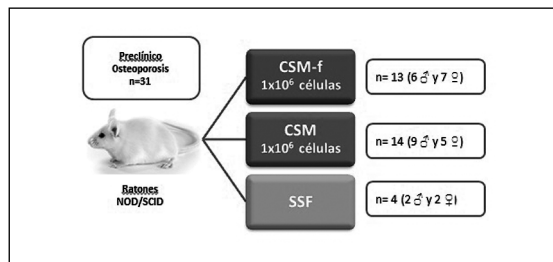 Preclínico
Osteoporosis
n=31
Ratones
NOD/SCID
CSM-f
1x10⁶ células
n= 13 (6 ♂ y 7 ♀)
CSM
1x10⁶ células
n= 14 (9 ♂ y 5 ♀)
SSF
n= 4 (2 ♂ y 2 ♀)